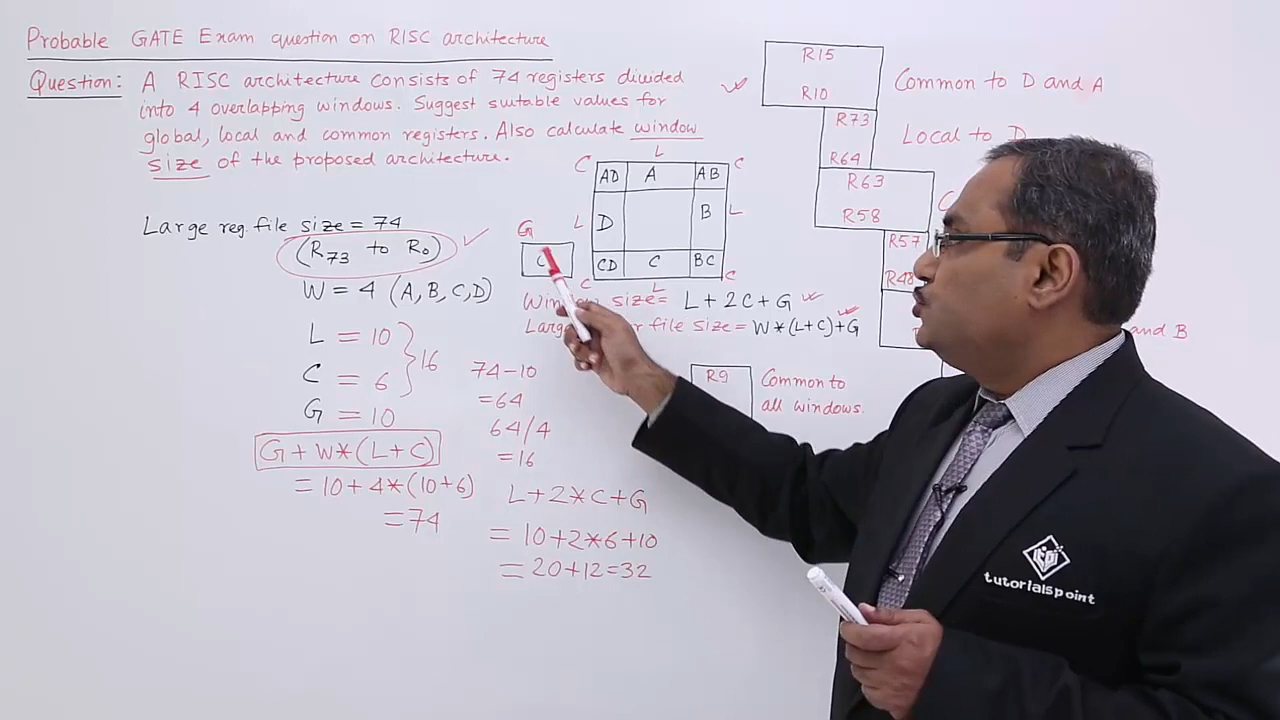 Probable GATE Exam question on RISC architecture
Question: A RISC architecture consists of 74 registers divided
into 4 overlapping windows. Suggest suitable values for
global, local and common registers. Also calculate window
size of the proposed architecture.
Large reg. file size = 74
(R73 to R0)
W = 4 (A, B, C, D)
L = 10
C = 6
} 16
G = 10
G + W * (L + C)
= 10 + 4 * (10 + 6)
= 74
74 - 10
= 64
64/4
= 16
L + 2 * C + G
= 10 + 2 * 6 + 10
= 20 + 12 = 32
C L C
AD A AB
L D B L
CD C BC
C L C
G
Window size = L + 2C + G
Large file size = W * (L + C) + G
R15
R10
Common to D and A
R73
R64
Local to D
R63
R58
R57
R48
and B
R9
Common to
all windows.
tutorialspoint